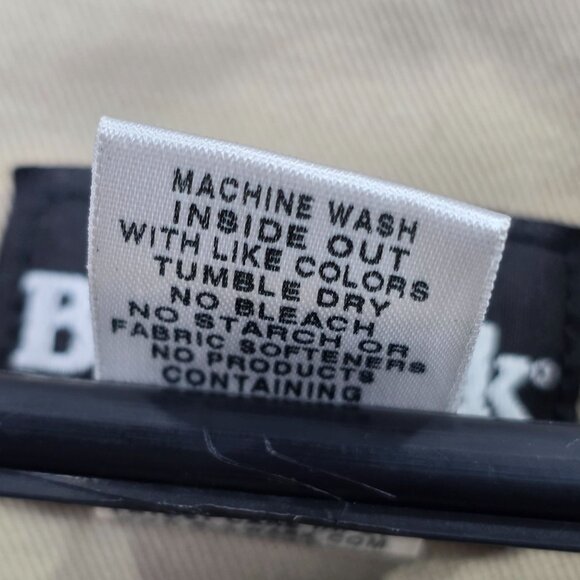 MACHINE WASH
INSIDE OUT
WITH LIKE COLORS
TUMBLE DRY
NO BLEACH
NO STARCH OR
FABRIC SOFTENERS
NO PRODUCTS
CONTAINING
B k®